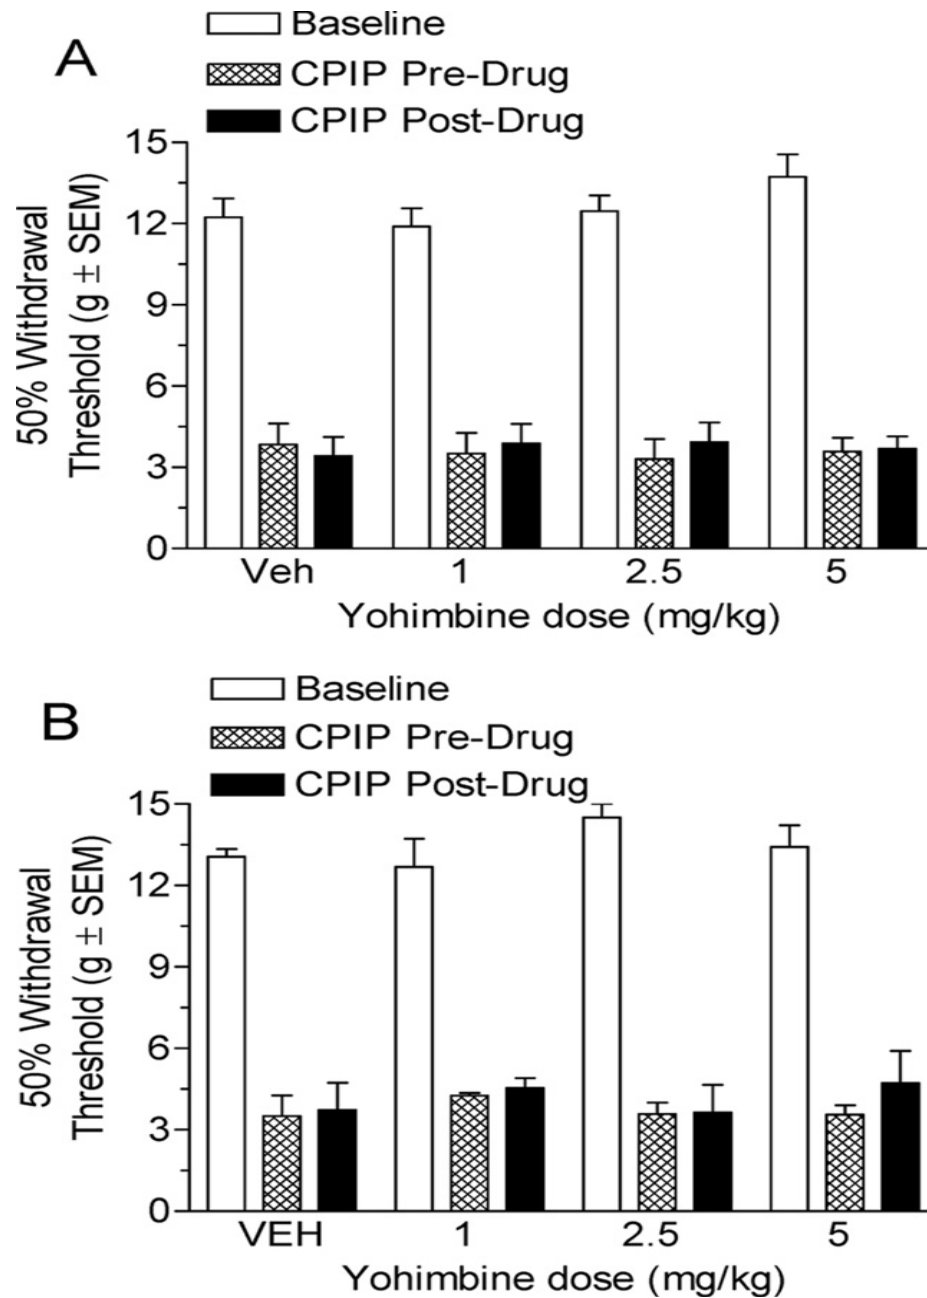 A
Baseline
CPIP Pre-Drug
CPIP Post-Drug
50% Withdrawal
Threshold (g ± SEM)
15
12
9
6
3
0
Veh 1 2.5 5
Yohimbine dose (mg/kg)
B
Baseline
CPIP Pre-Drug
CPIP Post-Drug
50% Withdrawal
Threshold (g ± SEM)
15
12
9
6
3
0
VEH 1 2.5 5
Yohimbine dose (mg/kg)